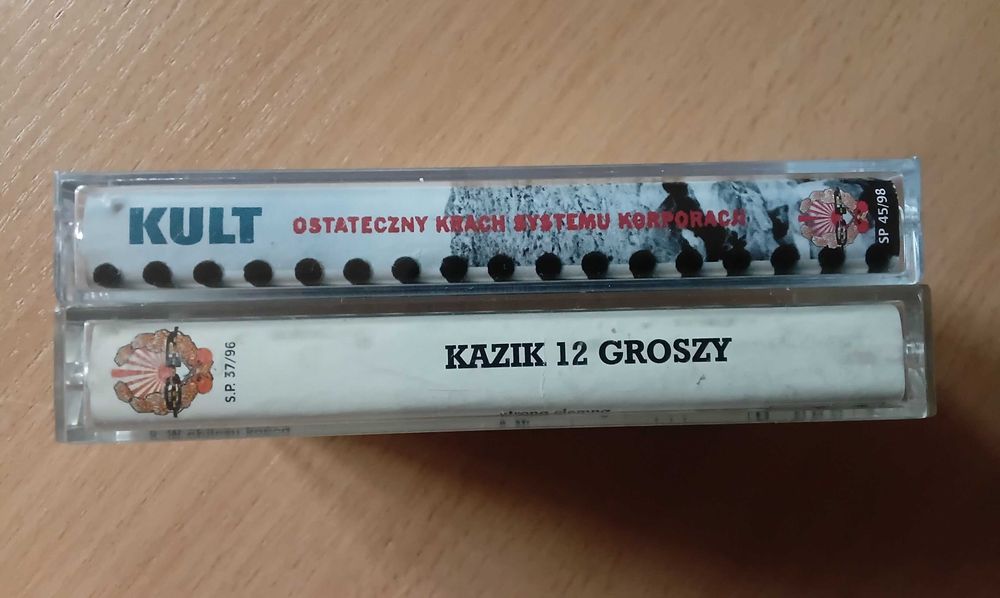 KULT OSTATECZNY KRACH SYSTEMU KORPORACJI
SP 45/98
S.P. 37/96
KAZIK 12 GROSZY